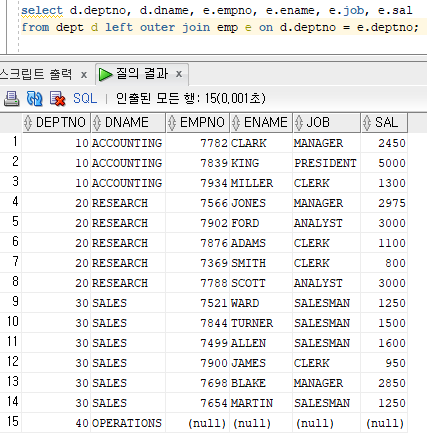 select d.deptno, d.dname, e.empno, e.ename, e.job, e.sal
from dept d left outer join emp e on d.deptno = e.deptno;
스크립트 출력 × 질의 결과 ×
SQL | 인출된 모든 행: 15(0,001초)
DEPTNO DNAME EMPNO ENAME JOB SAL
1 10 ACCOUNTING 7782 CLARK MANAGER 2450
2 10 ACCOUNTING 7839 KING PRESIDENT 5000
3 10 ACCOUNTING 7934 MILLER CLERK 1300
4 20 RESEARCH 7566 JONES MANAGER 2975
5 20 RESEARCH 7902 FORD ANALYST 3000
6 20 RESEARCH 7876 ADAMS CLERK 1100
7 20 RESEARCH 7369 SMITH CLERK 800
8 20 RESEARCH 7788 SCOTT ANALYST 3000
9 30 SALES 7521 WARD SALESMAN 1250
10 30 SALES 7844 TURNER SALESMAN 1500
11 30 SALES 7499 ALLEN SALESMAN 1600
12 30 SALES 7900 JAMES CLERK 950
13 30 SALES 7698 BLAKE MANAGER 2850
14 30 SALES 7654 MARTIN SALESMAN 1250
15 40 OPERATIONS (null) (null) (null) (null)